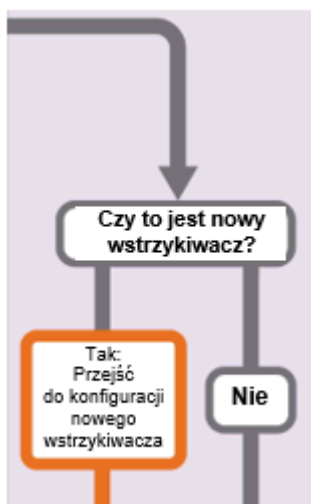 Czy to jest nowy
wstrzykiwacz?
Tak:
Przejść
do konfiguracji
nowego
wstrzykiwacza
Nie